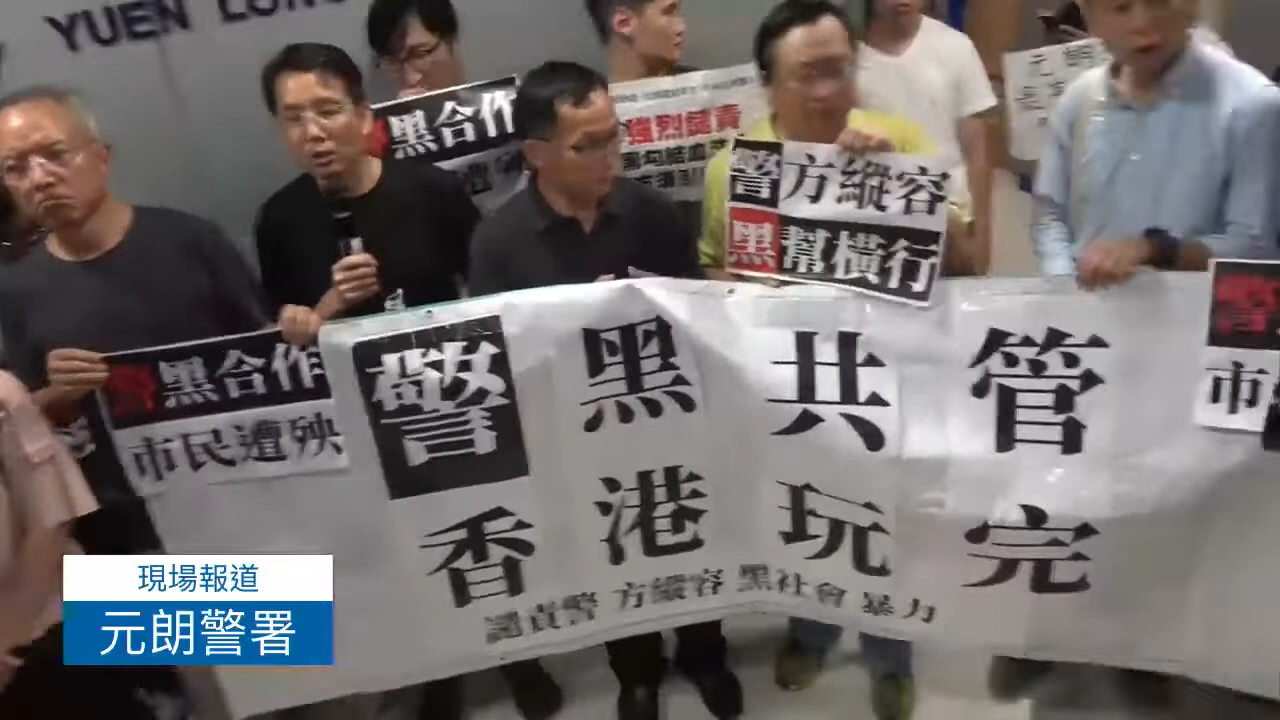 YUEN LONG
黑合作
強烈譴責
警方縱容
黑幫橫行
警黑合作
市民遭殃
警黑共管
香港玩完
譴責警方縱容黑社會暴力
市
現場報道
元朗警署